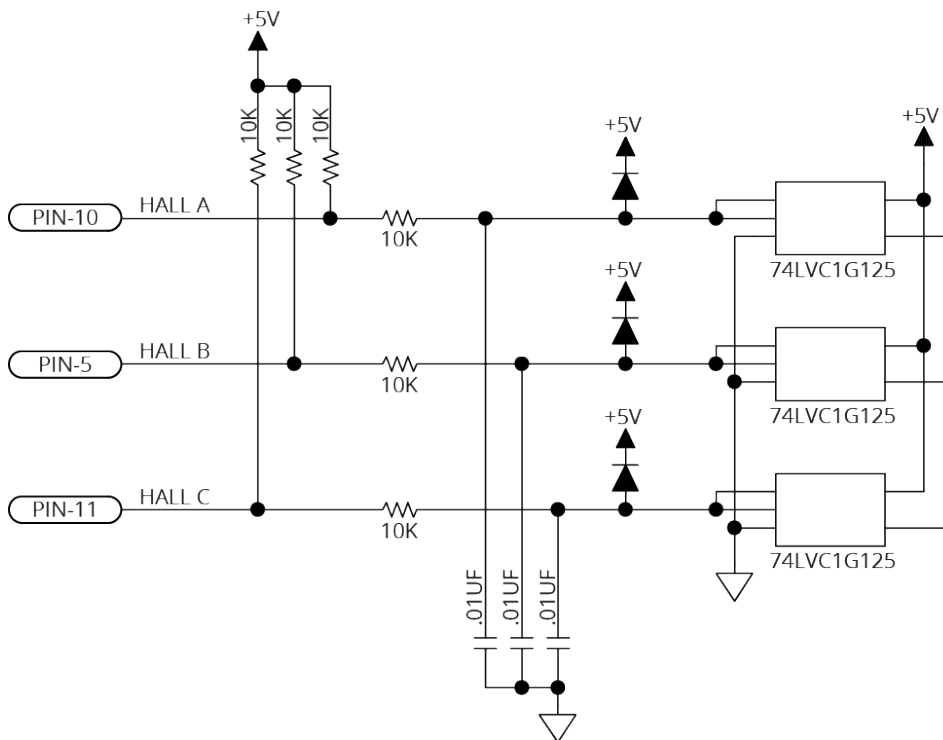 +5V
10K
10K
10K
+5V
+5V
PIN-10
HALL A
10K
74LVC1G125
+5V
PIN-5
HALL B
10K
74LVC1G125
+5V
PIN-11
HALL C
10K
74LVC1G125
.01UF
.01UF
.01UF